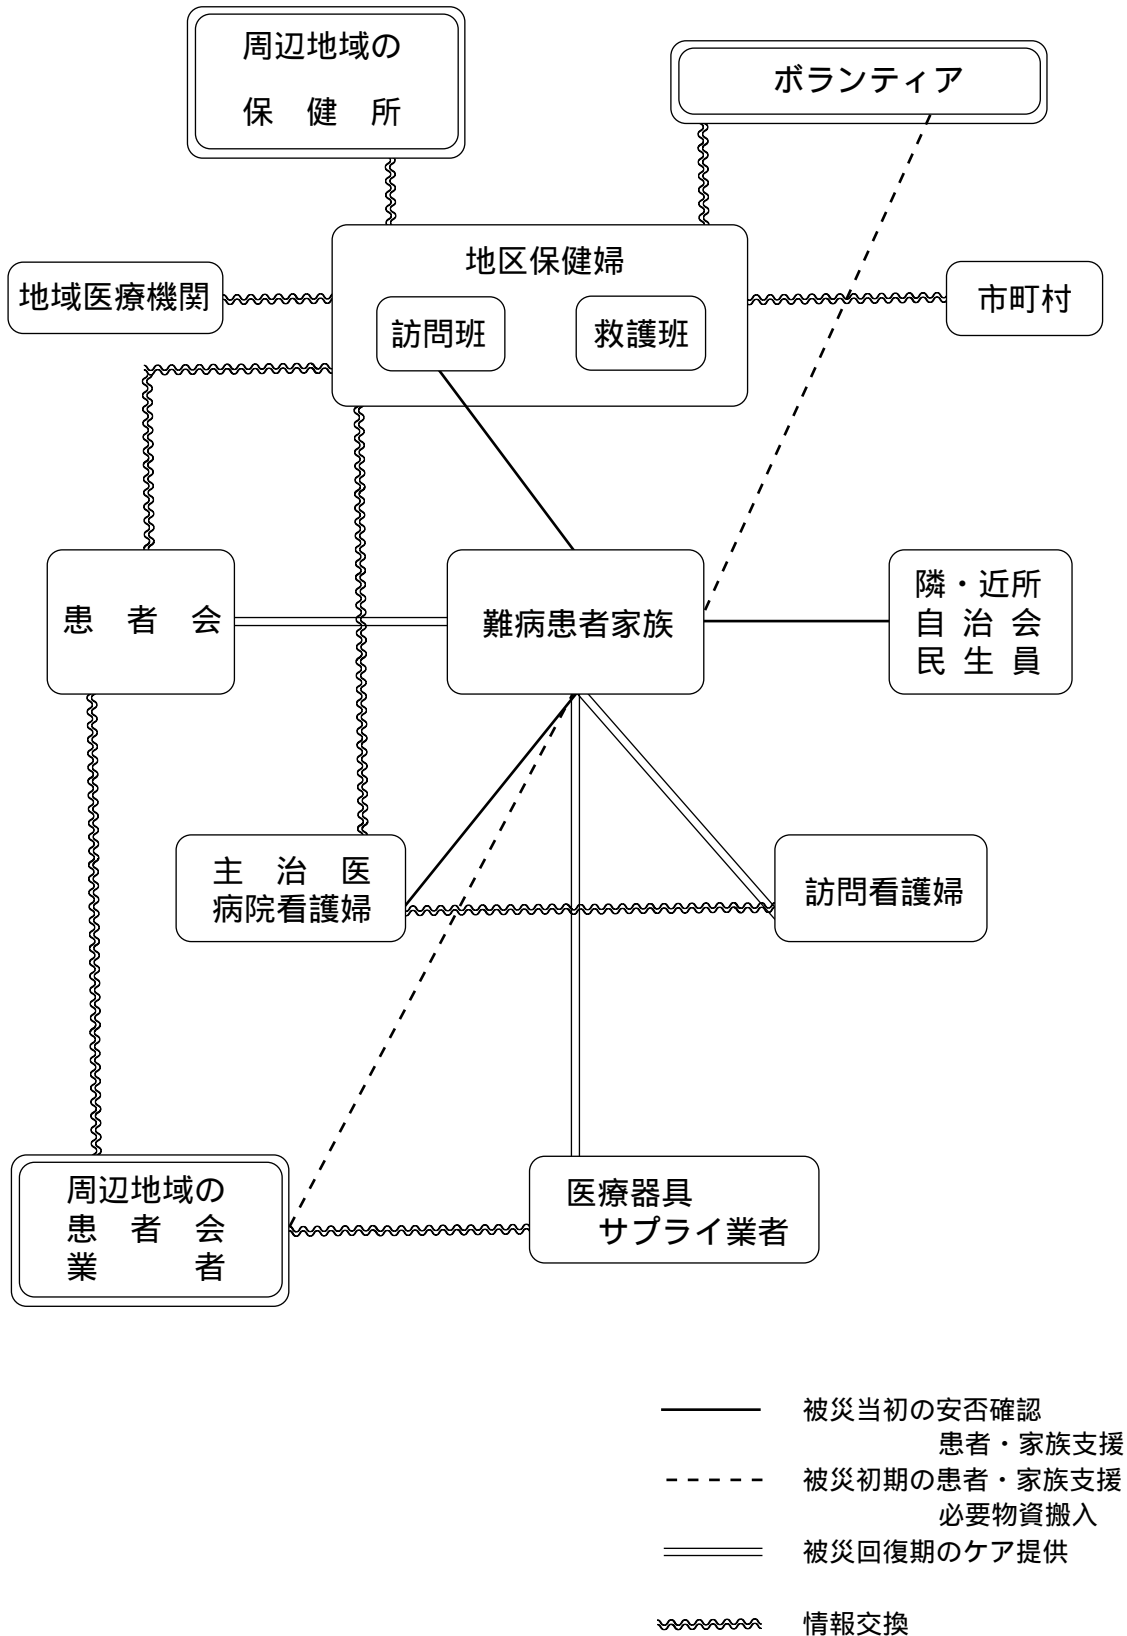 周辺地域の
保　健　所
ボランティア
地区保健婦
地域医療機関
訪問班
救護班
市町村
患　者　会
難病患者家族
隣・近所
自 治 会
民 生 員
主　治　医
病院看護婦
訪問看護婦
周辺地域の
患　者　会
業　　　者
医療器具
サプライ業者
被災当初の安否確認
患者・家族支援
被災初期の患者・家族支援
必要物資搬入
被災回復期のケア提供
情報交換